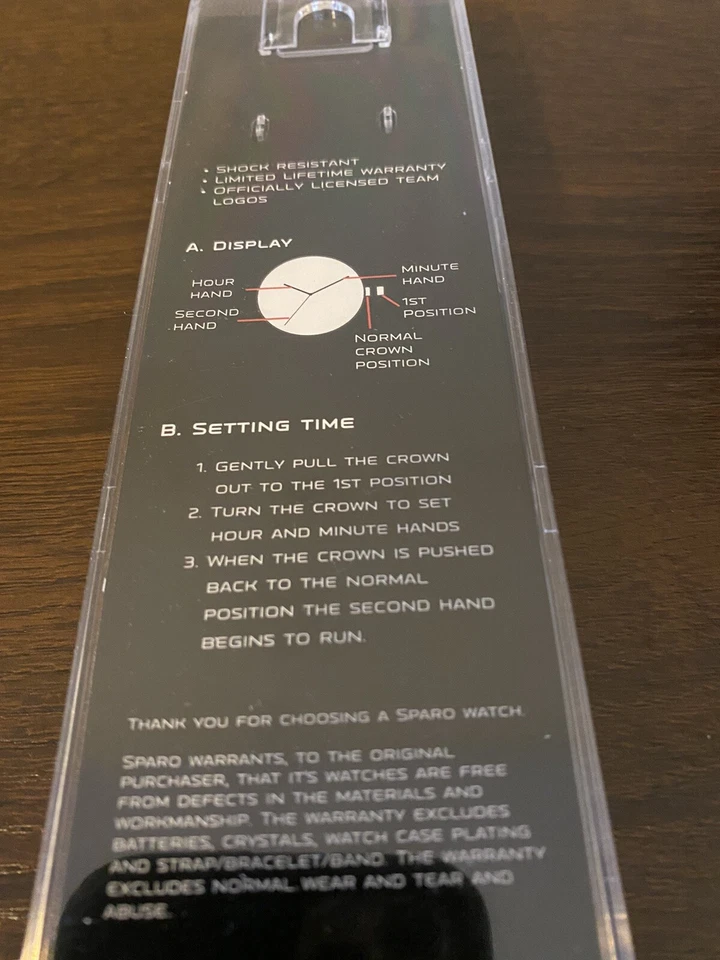 • SHOCK RESISTANT
• LIMITED LIFETIME WARRANTY
• OFFICIALLY LICENSED TEAM
LOGOS
A. DISPLAY
HOUR
HAND
SECOND
HAND
MINUTE
HAND
1ST
POSITION
NORMAL
CROWN
POSITION
B. SETTING TIME
1. GENTLY PULL THE CROWN
OUT TO THE 1ST POSITION
2. TURN THE CROWN TO SET
HOUR AND MINUTE HANDS
3. WHEN THE CROWN IS PUSHED
BACK TO THE NORMAL
POSITION THE SECOND HAND
BEGINS TO RUN.
THANK YOU FOR CHOOSING A SPARO WATCH.
SPARO WARRANTS, TO THE ORIGINAL
PURCHASER, THAT IT'S WATCHES ARE FREE
FROM DEFECTS IN THE MATERIALS AND
WORKMANSHIP. THE WARRANTY EXCLUDES
BATTERIES, CRYSTALS, WATCH CASE PLATING
AND STRAP/BRACELET/BAND. THE WARRANTY
EXCLUDES NORMAL WEAR AND TEAR AND
ABUSE.